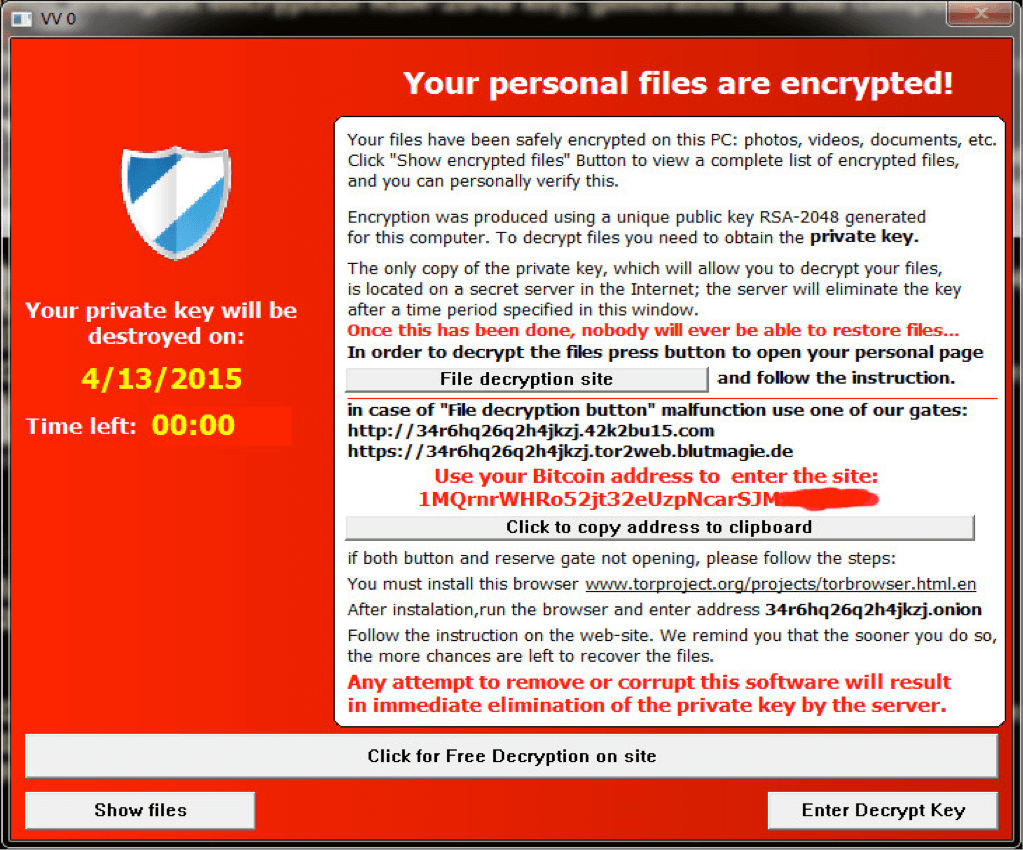 VV 0
Your personal files are encrypted!
Your files have been safely encrypted on this PC: photos, videos, documents, etc.
Click "Show encrypted files" Button to view a complete list of encrypted files,
and you can personally verify this.
Encryption was produced using a unique public key RSA-2048 generated
for this computer. To decrypt files you need to obtain the private key.
The only copy of the private key, which will allow you to decrypt your files,
is located on a secret server in the Internet; the server will eliminate the key
after a time period specified in this window.
Once this has been done, nobody will ever be able to restore files...
In order to decrypt the files press button to open your personal page
File decryption site
and follow the instruction.
in case of "File decryption button" malfunction use one of our gates:
http://34r6hq26q2h4jkzj.42k2bu15.com
https://34r6hq26q2h4jkzj.tor2web.blutmagie.de
Use your Bitcoin address to enter the site:
1MQrnrWHRo52jt32eUzpNcarSJM
Click to copy address to clipboard
if both button and reserve gate not opening, please follow the steps:
You must install this browser www.torproject.org/projects/torbrowser.html.en
After instalation,run the browser and enter address 34r6hq26q2h4jkzj.onion
Follow the instruction on the web-site. We remind you that the sooner you do so,
the more chances are left to recover the files.
Any attempt to remove or corrupt this software will result
in immediate elimination of the private key by the server.
Your private key will be
destroyed on:
4/13/2015
Time left: 00:00
Click for Free Decryption on site
Show files
Enter Decrypt Key